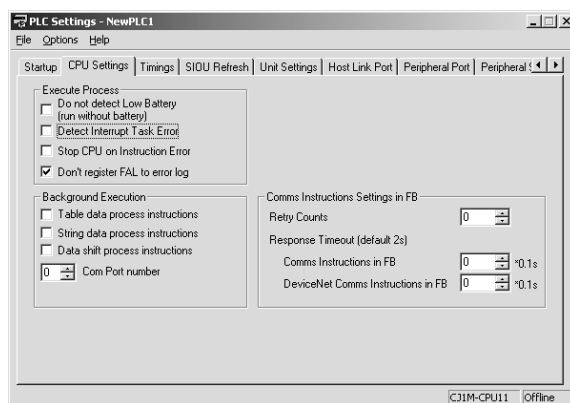 PLC Settings - NewPLC1
File Options Help
Startup CPU Settings Timings SIOU Refresh Unit Settings Host Link Port Peripheral Port Peripheral S
Execute Process
Do not detect Low Battery
(run without battery)
Detect Interrupt Task Error
Stop CPU on Instruction Error
Don't register FAL to error log
Background Execution
Table data process instructions
String data process instructions
Data shift process instructions
0 Com Port number
Comms Instructions Settings in FB
Retry Counts 0
Response Timeout (default 2s)
Comms Instructions in FB 0 *0.1s
DeviceNet Comms Instructions in FB 0 *0.1s
CJ1M-CPU11 Offline